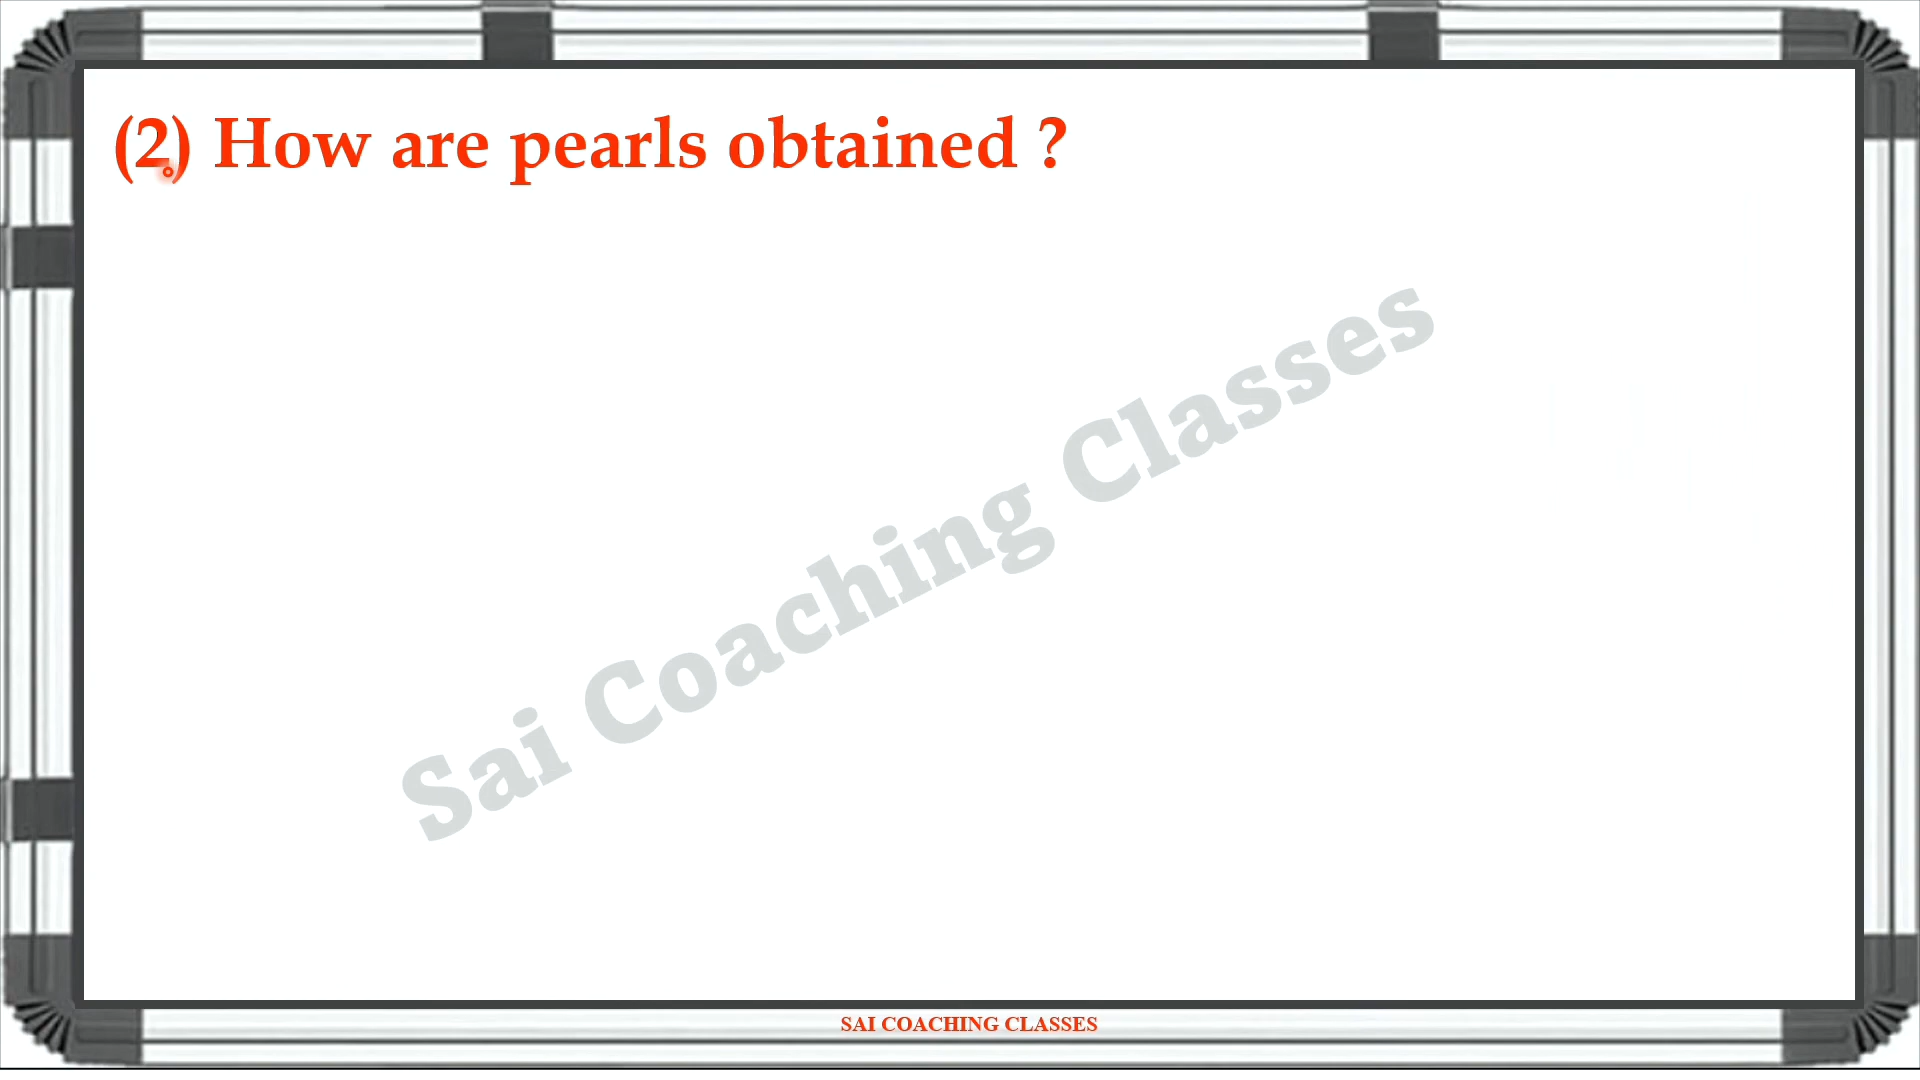 (2) How are pearls obtained ?
Sai Coaching Classes
SAI COACHING CLASSES